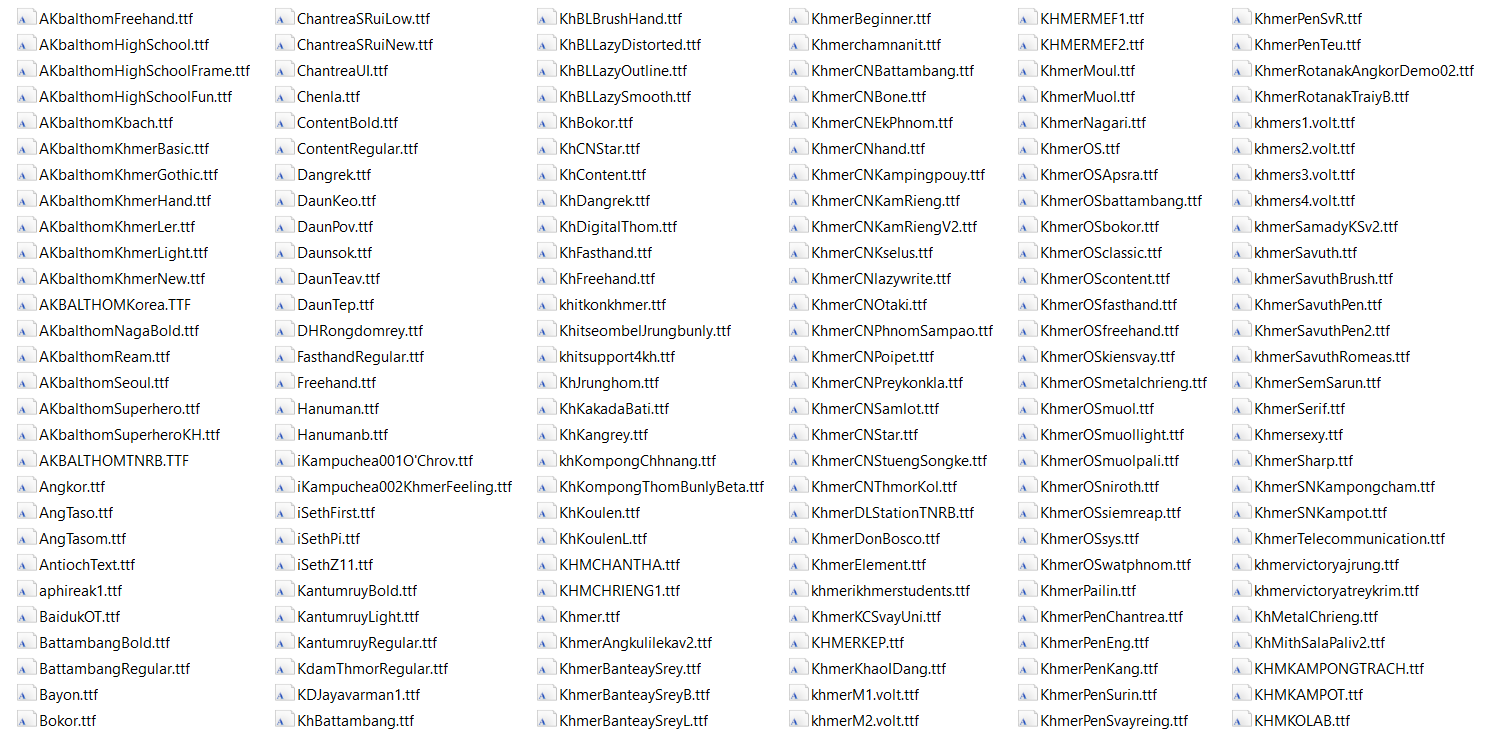 AKbalthomFreehand.ttf
AKbalthomHighSchool.ttf
AKbalthomHighSchoolFrame.ttf
AKbalthomHighSchoolFun.ttf
AKbalthomKbach.ttf
AKbalthomKhmerBasic.ttf
AKbalthomKhmerGothic.ttf
AKbalthomKhmerHand.ttf
AKbalthomKhmerLer.ttf
AKbalthomKhmerLight.ttf
AKbalthomKhmerNew.ttf
AKBALTHOMKorea.TTF
AKbalthomNagaBold.ttf
AKbalthomReam.ttf
AKbalthomSeoul.ttf
AKbalthomSuperhero.ttf
AKbalthomSuperheroKH.ttf
AKBALTHOMTNRB.TTF
Angkor.ttf
AngTaso.ttf
AngTasom.ttf
AntiochText.ttf
aphireak1.ttf
BaidukOT.ttf
BattambangBold.ttf
BattambangRegular.ttf
Bayon.ttf
Bokor.ttf
ChantreaSRuiLow.ttf
ChantreaSRuiNew.ttf
ChantreaUI.ttf
Chenla.ttf
ContentBold.ttf
ContentRegular.ttf
Dangrek.ttf
DaunKeo.ttf
DaunPov.ttf
Daunsok.ttf
DaunTeav.ttf
DaunTep.ttf
DHRongdomrey.ttf
FasthandRegular.ttf
Freehand.ttf
Hanuman.ttf
Hanumanb.ttf
iKampuchea001O'Chrov.ttf
iKampuchea002KhmerFeeling.ttf
iSethFirst.ttf
iSethPi.ttf
iSethZ11.ttf
KantumruyBold.ttf
KantumruyLight.ttf
KantumruyRegular.ttf
KdamThmorRegular.ttf
KDJayavarman1.ttf
KhBattambang.ttf
KhBLBrushHand.ttf
KhBLLazyDistorted.ttf
KhBLLazyOutline.ttf
KhBLLazySmooth.ttf
KhBokor.ttf
KhCNStar.ttf
KhContent.ttf
KhDangrek.ttf
KhDigitalThom.ttf
KhFasthand.ttf
KhFreehand.ttf
khitkonkhmer.ttf
KhitseombelJrungbunly.ttf
khitsupport4kh.ttf
KhJrunghom.ttf
KhKakadaBati.ttf
KhKangrey.ttf
khKompongChhnang.ttf
KhKompongThomBunlyBeta.ttf
KhKoulen.ttf
KhKoulenL.ttf
KHMCHANTHA.ttf
KHMCHRIENG1.ttf
Khmer.ttf
KhmerAngkulilekav2.ttf
KhmerBanteaySrey.ttf
KhmerBanteaySreyB.ttf
KhmerBanteaySreyL.ttf
KhmerBeginner.ttf
Khmerchamnanit.ttf
KhmerCNBattambang.ttf
KhmerCNBone.ttf
KhmerCNEkPhnom.ttf
KhmerCNhand.ttf
KhmerCNKampingpouy.ttf
KhmerCNKamRieng.ttf
KhmerCNKamRiengV2.ttf
KhmerCNKselus.ttf
KhmerCNlazywrite.ttf
KhmerCNOtaki.ttf
KhmerCNPhnomSampao.ttf
KhmerCNPoipet.ttf
KhmerCNPreykonkla.ttf
KhmerCNSamlot.ttf
KhmerCNStar.ttf
KhmerCNStuengSongke.ttf
KhmerCNThmorKol.ttf
KhmerDLStationTNRB.ttf
KhmerDonBosco.ttf
KhmerElement.ttf
khmerikhmerstudents.ttf
KhmerKCSvayUni.ttf
KHMERKEP.ttf
KhmerKhaolDang.ttf
khmerM1.volt.ttf
khmerM2.volt.ttf
KHMERMEF1.ttf
KHMERMEF2.ttf
KhmerMoul.ttf
KhmerMuol.ttf
KhmerNagari.ttf
KhmerOS.ttf
KhmerOSApsra.ttf
KhmerOSbattambang.ttf
KhmerOSbokor.ttf
KhmerOSclassic.ttf
KhmerOScontent.ttf
KhmerOSfasthand.ttf
KhmerOSfreehand.ttf
KhmerOSkiensvay.ttf
KhmerOSmetalchrieng.ttf
KhmerOSmuol.ttf
KhmerOSmuollight.ttf
KhmerOSmuolpali.ttf
KhmerOSniroth.ttf
KhmerOSsiemreap.ttf
KhmerOSsys.ttf
KhmerOSwatphnom.ttf
KhmerPailin.ttf
KhmerPenChantrea.ttf
KhmerPenEng.ttf
KhmerPenKang.ttf
KhmerPenSurin.ttf
KhmerPenSvayreing.ttf
KhmerPenSvR.ttf
KhmerPenTeu.ttf
KhmerRotanakAngkorDemo02.ttf
KhmerRotanakTraiyB.ttf
khmers1.volt.ttf
khmers2.volt.ttf
khmers3.volt.ttf
khmers4.volt.ttf
khmerSamadyKSv2.ttf
khmerSavuth.ttf
khmerSavuthBrush.ttf
KhmerSavuthPen.ttf
KhmerSavuthPen2.ttf
khmerSavuthRomeas.ttf
KhmerSemSarun.ttf
KhmerSerif.ttf
Khmersexy.ttf
KhmerSharp.ttf
KhmerSNKampongcham.ttf
KhmerSNKampot.ttf
KhmerTelecommunication.ttf
khmervictoryajrung.ttf
khmervictoryatreykrim.ttf
KhMetalChrieng.ttf
KhMithSalaPaliv2.ttf
KHMKAMPONGTRACH.ttf
KHMKAMPOT.ttf
KHMKOLAB.ttf